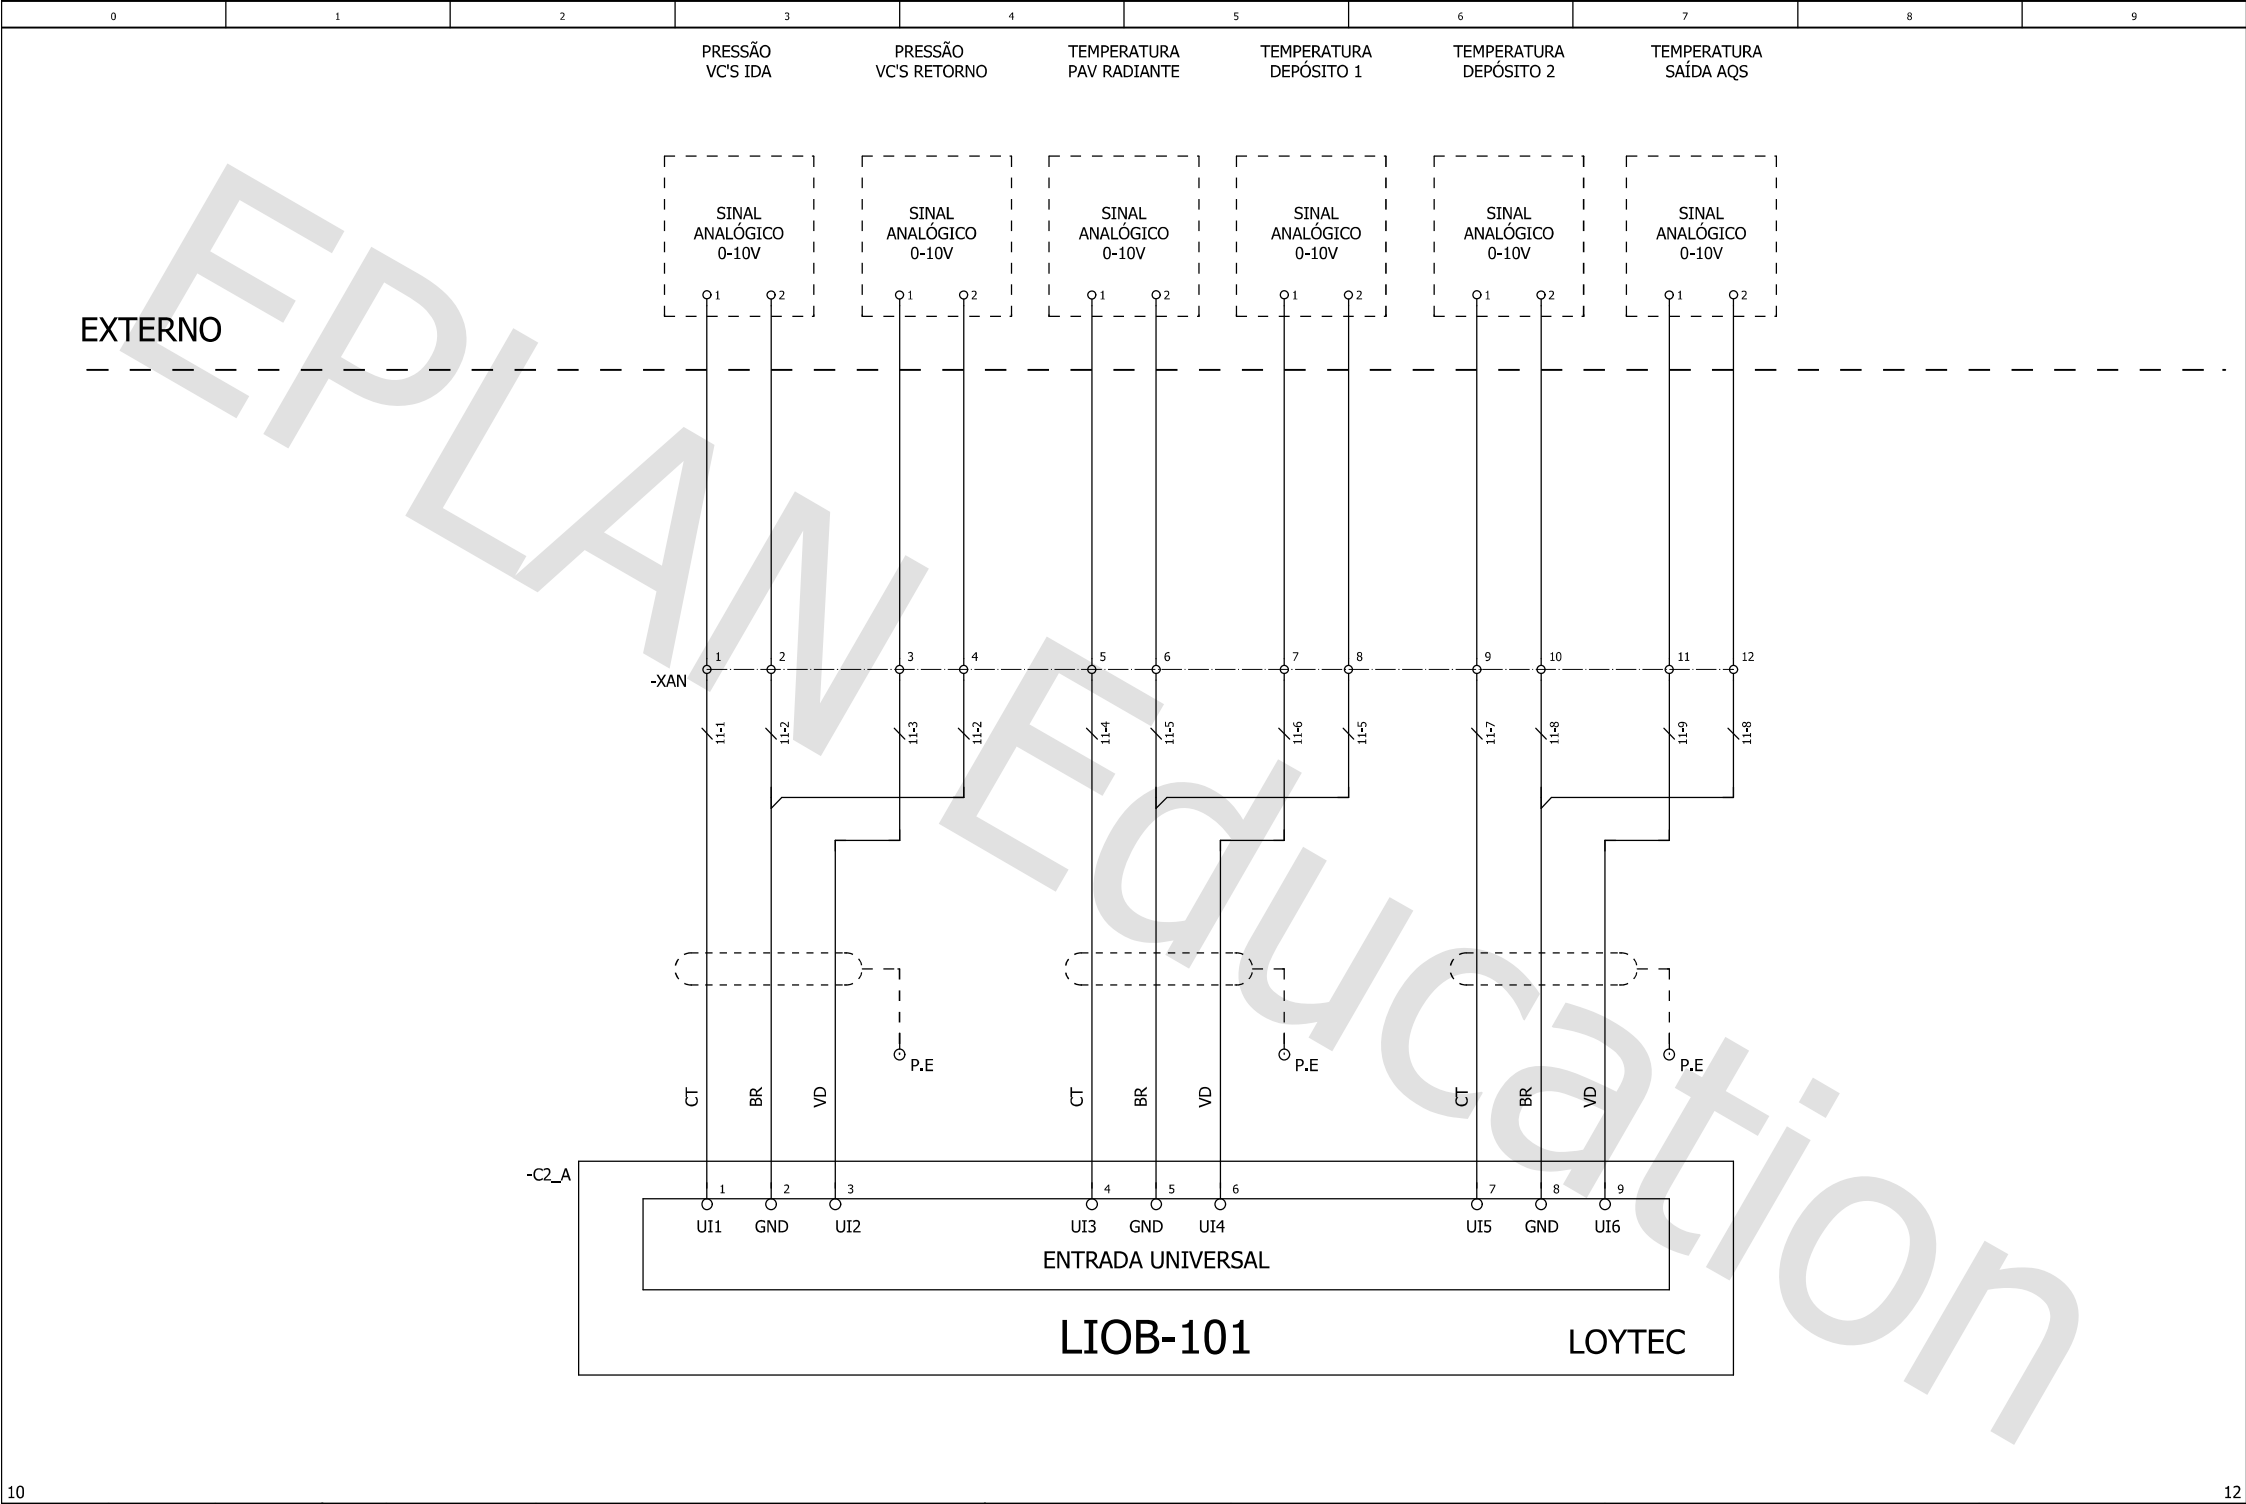 0 1 2 3 4 5 6 7 8 9
PRESSÃO
VC'S IDA
PRESSÃO
VC'S RETORNO
TEMPERATURA
PAV RADIANTE
TEMPERATURA
DEPÓSITO 1
TEMPERATURA
DEPÓSITO 2
TEMPERATURA
SAÍDA AQS
SINAL
ANALÓGICO
0-10V
SINAL
ANALÓGICO
0-10V
SINAL
ANALÓGICO
0-10V
SINAL
ANALÓGICO
0-10V
SINAL
ANALÓGICO
0-10V
SINAL
ANALÓGICO
0-10V
1 2 1 2 1 2 1 2 1 2 1 2
EXTERNO
EPLAN Education
1 2 3 4 5 6 7 8 9 10 11 12
-XAN
11-1 11-2 11-3 11-2 11-4 11-5 11-6 11-5 11-7 11-8 11-9 11-8
P.E P.E P.E
CT BR VD CT BR VD CT BR VD
-C2_A
1 2 3 4 5 6 7 8 9
UI1 GND UI2 UI3 GND UI4 UI5 GND UI6
ENTRADA UNIVERSAL
LIOB-101
LOYTEC
10
12